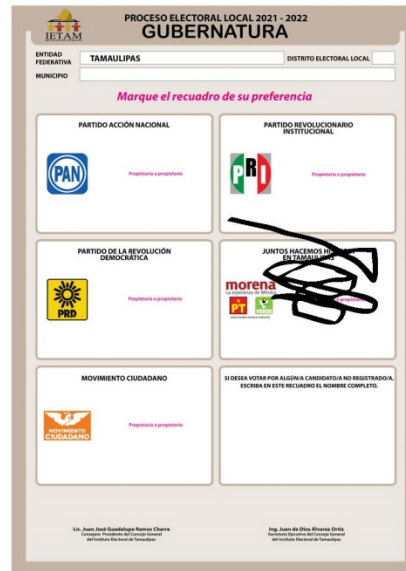 IETAM
PROCESO ELECTORAL LOCAL 2021 - 2022
GUBERNATURA
ENTIDAD FEDERATIVA
TAMAULIPAS
DISTRITO ELECTORAL LOCAL
MUNICIPIO
Marque el recuadro de su preferencia
PARTIDO ACCIÓN NACIONAL
PAN
Propietaria o propietario
PARTIDO REVOLUCIONARIO
INSTITUCIONAL
PRI
Propietaria o propietario
PARTIDO DE LA REVOLUCIÓN
DEMOCRÁTICA
PRD
Propietaria o propietario
JUNTOS HACEMOS
EN TAMAULIPAS
morena
La esperanza de México
PT
VERDE
propietario
MOVIMIENTO CIUDADANO
MOVIMIENTO
CIUDADANO
Propietaria o propietario
SI DESEA VOTAR POR ALGÚN/A CANDIDATO/A NO REGISTRADO/A,
ESCRIBA EN ESTE RECUADRO EL NOMBRE COMPLETO.
Lic. Juan José Guadalupe Ramos Charre
Consejero Presidente del Consejo General
del Instituto Electoral de Tamaulipas
Ing. Juan de Dios Álvarez Ortiz
Secretario Ejecutivo del Consejo General
del Instituto Electoral de Tamaulipas